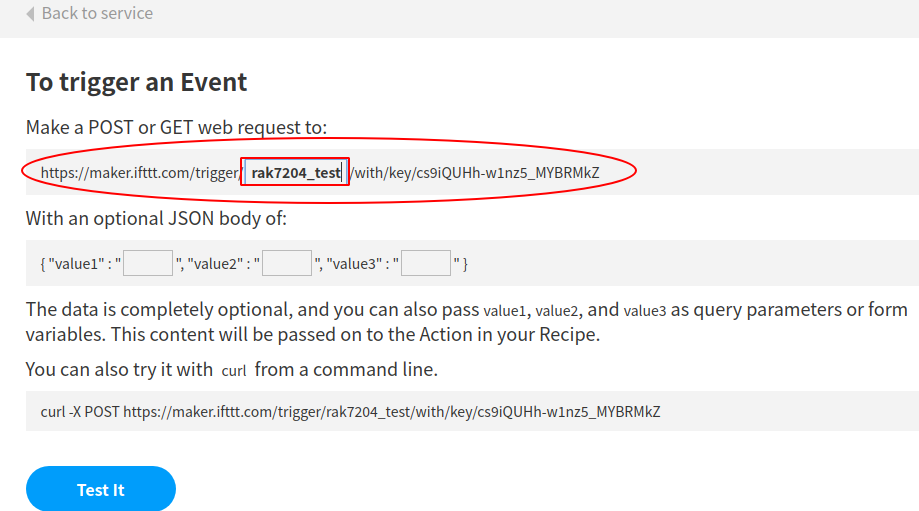 Back to service
To trigger an Event
Make a POST or GET web request to:
https://maker.ifttt.com/trigger/ rak7204_test /with/key/cs9iQUHh-w1nz5_MYBRMkZ
With an optional JSON body of:
{ "value1" : " ", "value2" : " ", "value3" : " " }
The data is completely optional, and you can also pass value1, value2, and value3 as query parameters or form
variables. This content will be passed on to the Action in your Recipe.
You can also try it with curl from a command line.
curl -X POST https://maker.ifttt.com/trigger/rak7204_test/with/key/cs9iQUHh-w1nz5_MYBRMkZ
Test It